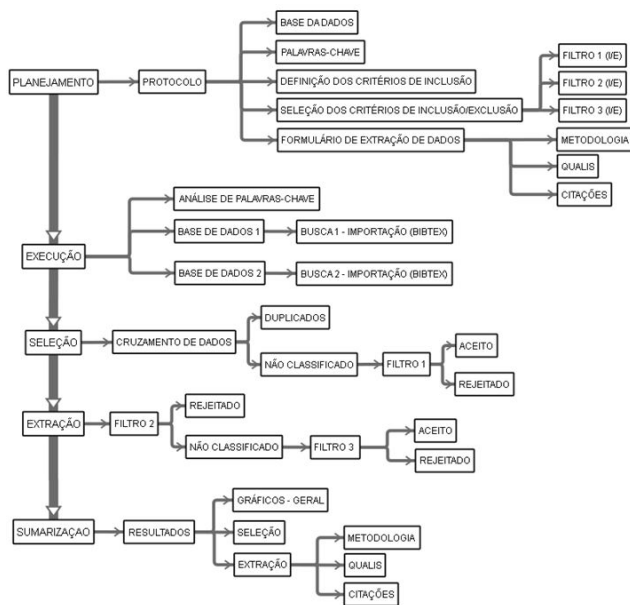 BASE DA DADOS
PALAVRAS-CHAVE
PLANEJAMENTO
PROTOCOLO
DEFINIÇÃO DOS CRITÉRIOS DE INCLUSÃO
SELEÇÃO DOS CRITÉRIOS DE INCLUSÃO/EXCLUSÃO
FILTRO 1 (I/E)
FILTRO 2 (I/E)
FILTRO 3 (I/E)
FORMULÁRIO DE EXTRAÇÃO DE DADOS
METODOLOGIA
QUALIS
CITAÇÕES
EXECUÇÃO
ANÁLISE DE PALAVRAS-CHAVE
BASE DE DADOS 1
BUSCA 1 - IMPORTAÇÃO (BIBTEX)
BASE DE DADOS 2
BUSCA 2 - IMPORTAÇÃO (BIBTEX)
SELEÇÃO
CRUZAMENTO DE DADOS
DUPLICADOS
NÃO CLASSIFICADO
FILTRO 1
ACEITO
REJEITADO
EXTRAÇÃO
FILTRO 2
REJEITADO
NÃO CLASSIFICADO
FILTRO 3
ACEITO
REJEITADO
SUMARIZAÇAO
RESULTADOS
GRÁFICOS - GERAL
SELEÇÃO
EXTRAÇÃO
METODOLOGIA
QUALIS
CITAÇÕES